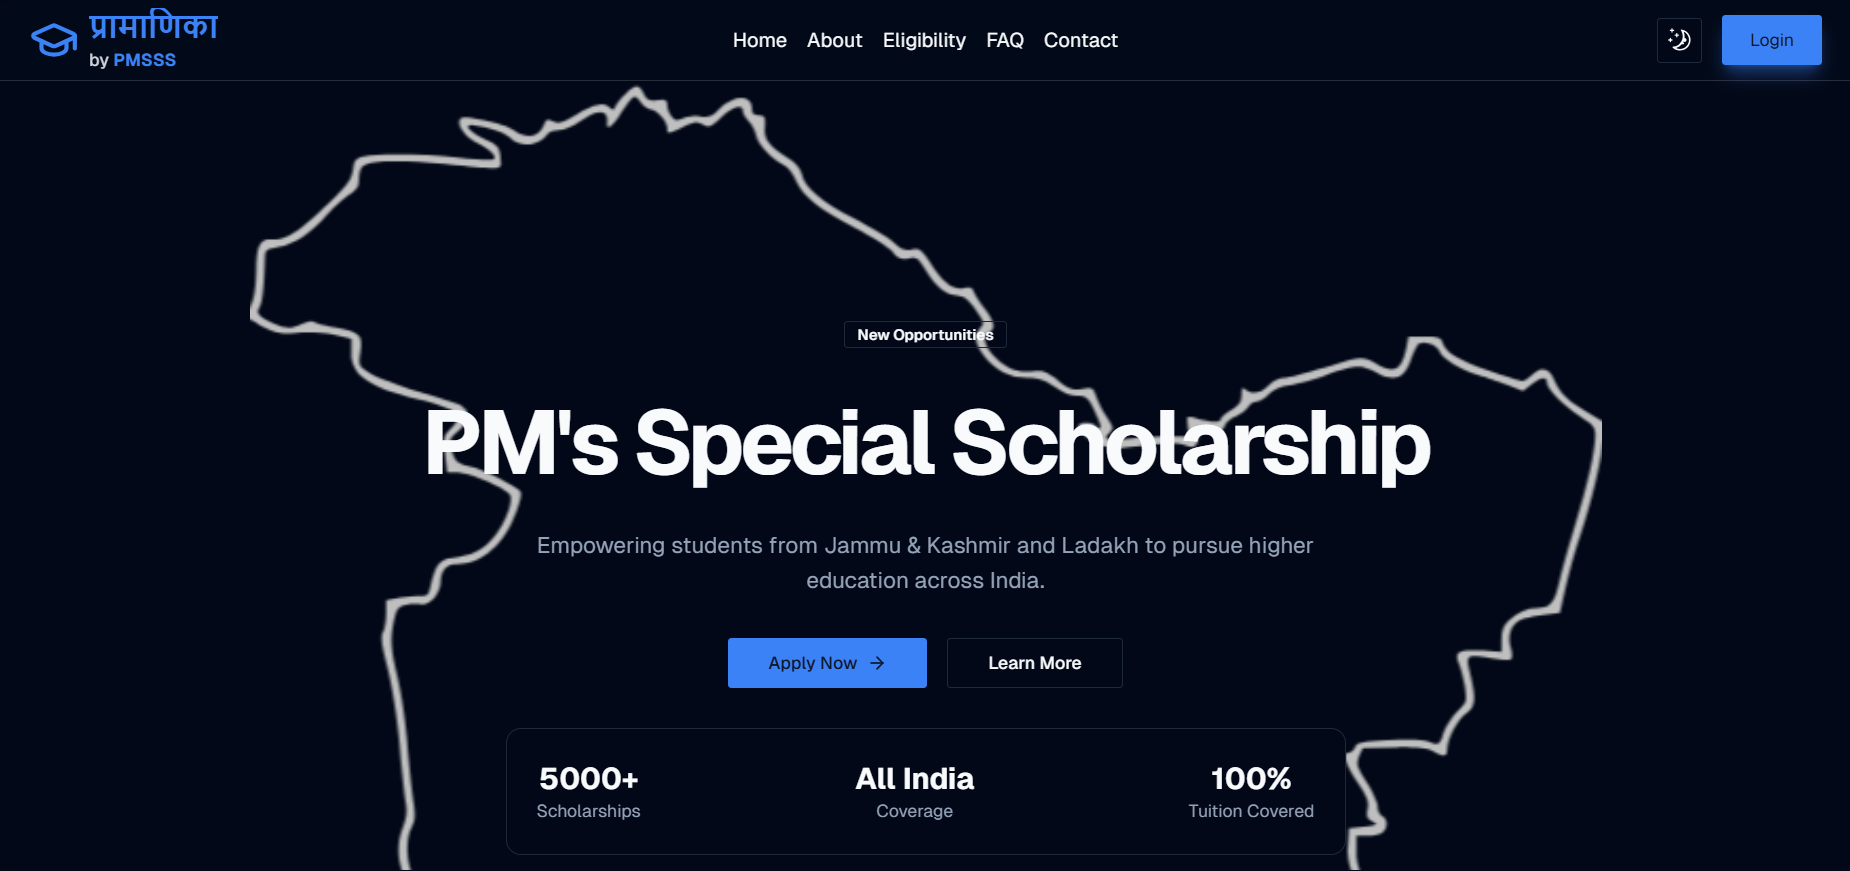 प्रामाणिका
by PMSSS
Home About Eligibility FAQ Contact
Login
New Opportunities
PM's Special Scholarship
Empowering students from Jammu & Kashmir and Ladakh to pursue higher
education across India.
Apply Now
Learn More
5000+
Scholarships
All India
Coverage
100%
Tuition Covered